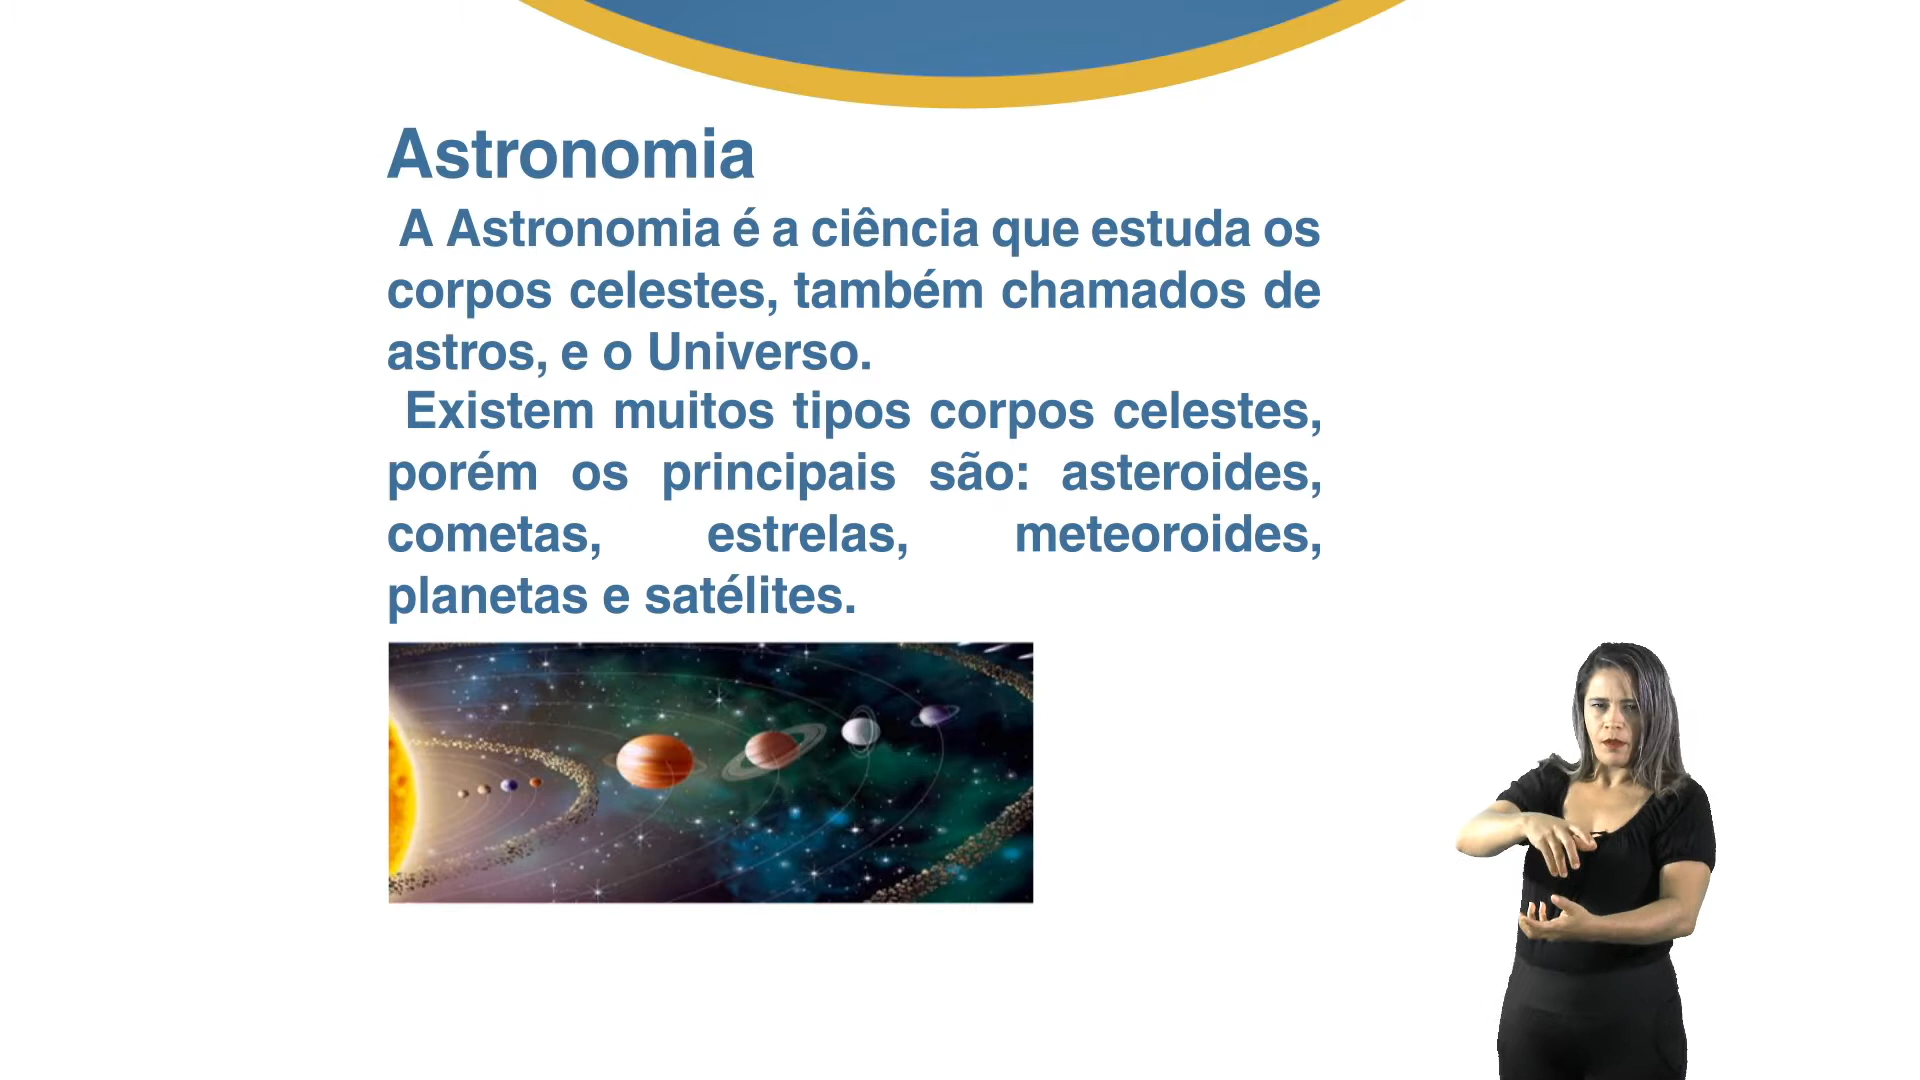 Astronomia
A Astronomia é a ciência que estuda os
corpos celestes, também chamados de
astros, e o Universo.
Existem muitos tipos corpos celestes,
porém os principais são: asteroides,
cometas, estrelas, meteoroides,
planetas e satélites.